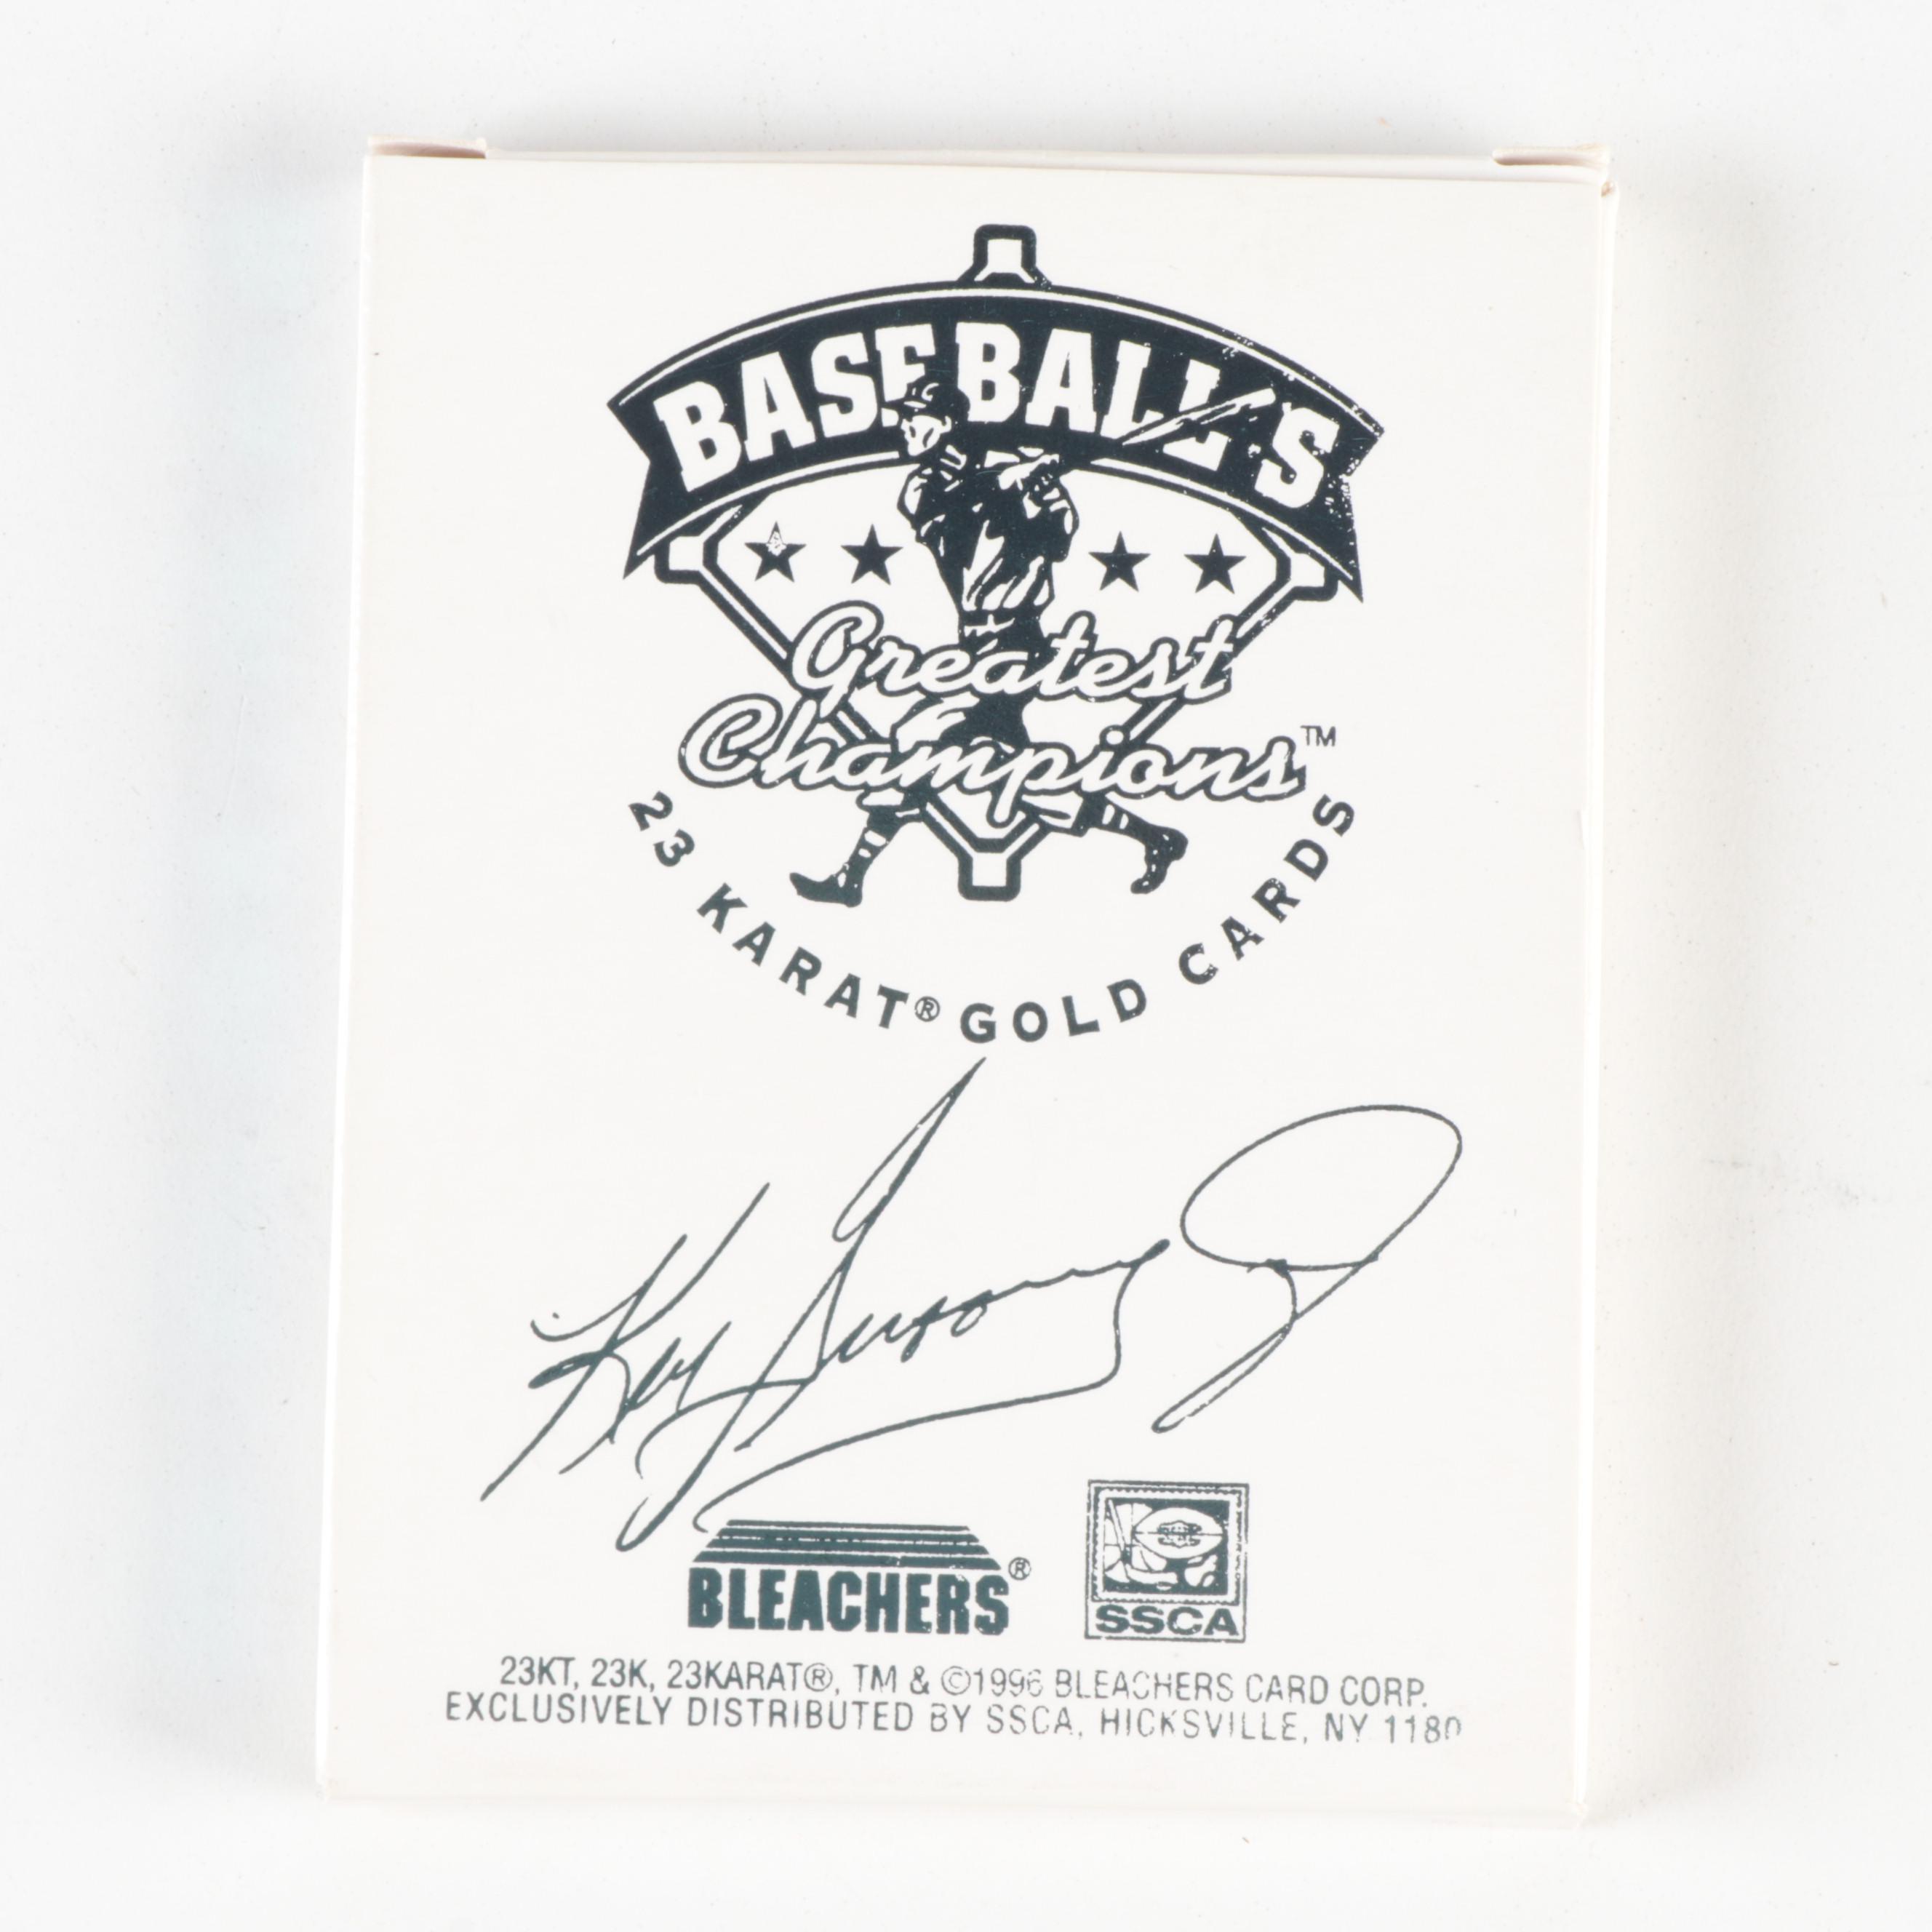 BASEBALL'S
Greatest
Champions™
23 KARAT® GOLD CARDS
Ken
BLEACHERS®
SSCA
23KT, 23K, 23KARAT®, TM & ©1996 BLEACHERS CARD CORP.
EXCLUSIVELY DISTRIBUTED BY SSCA, HICKSVILLE, NY 1180